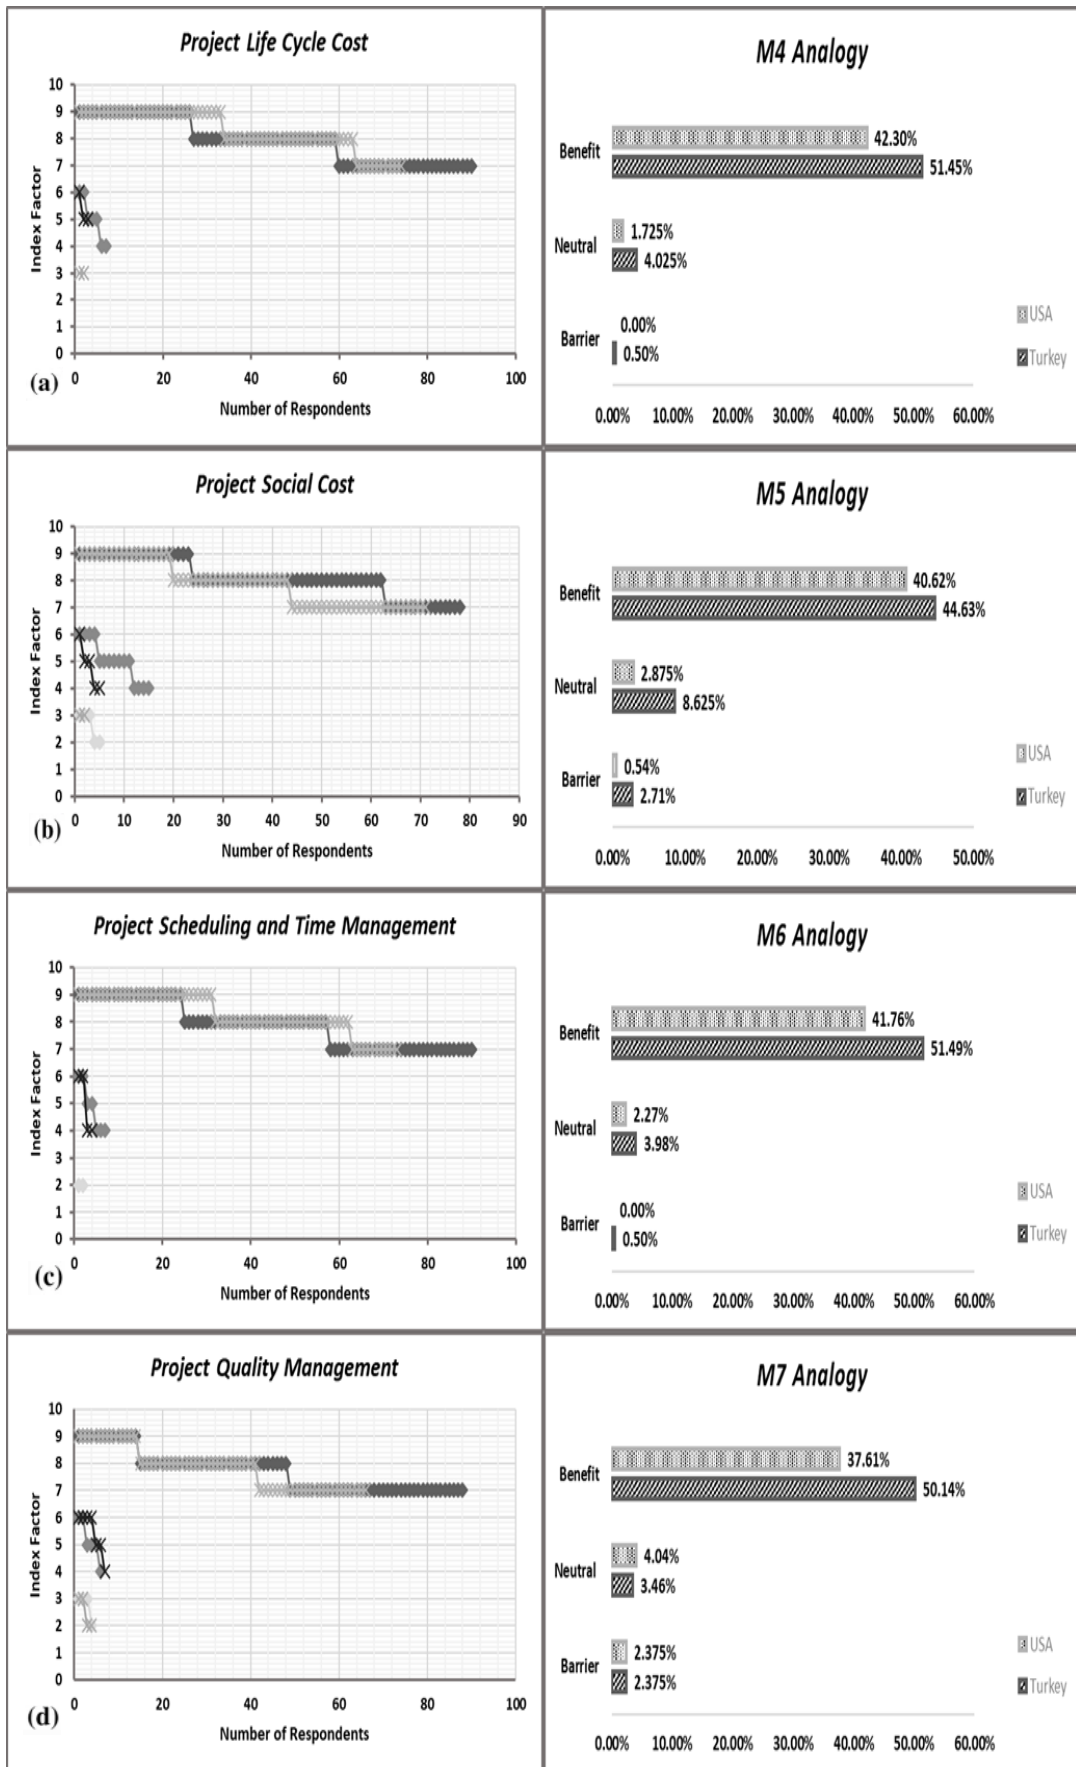 Project Life Cycle Cost
10
9
8
7
6
5
4
3
2
1
0
Index Factor
0 20 40 60 80 100
Number of Respondents
(a)
M4 Analogy
Benefit
42.30%
51.45%
Neutral
1.725%
4.025%
Barrier
0.00%
0.50%
USA
Turkey
0.00% 10.00% 20.00% 30.00% 40.00% 50.00% 60.00%
Project Social Cost
10
9
8
7
6
5
4
3
2
1
0
Index Factor
0 10 20 30 40 50 60 70 80 90
Number of Respondents
(b)
M5 Analogy
Benefit
40.62%
44.63%
Neutral
2.875%
8.625%
Barrier
0.54%
2.71%
USA
Turkey
0.00% 10.00% 20.00% 30.00% 40.00% 50.00%
Project Scheduling and Time Management
10
9
8
7
6
5
4
3
2
1
0
Index Factor
0 20 40 60 80 100
Number of Respondents
(c)
M6 Analogy
Benefit
41.76%
51.49%
Neutral
2.27%
3.98%
Barrier
0.00%
0.50%
USA
Turkey
0.00% 10.00% 20.00% 30.00% 40.00% 50.00% 60.00%
Project Quality Management
10
9
8
7
6
5
4
3
2
1
0
Index Factor
0 20 40 60 80 100
Number of Respondents
(d)
M7 Analogy
Benefit
37.61%
50.14%
Neutral
4.04%
3.46%
Barrier
2.375%
2.375%
USA
Turkey
0.00% 10.00% 20.00% 30.00% 40.00% 50.00% 60.00%